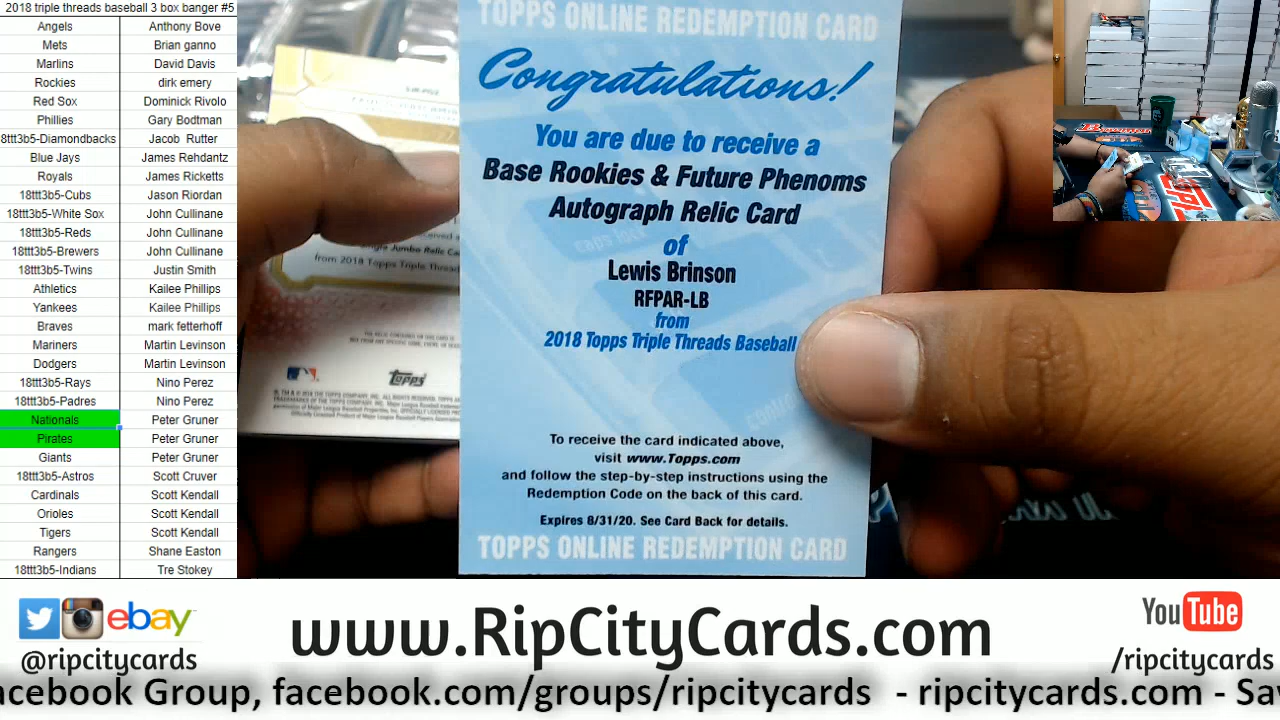 2018 triple threads baseball 3 box banger #5
Angels Anthony Bove
Mets Brian ganno
Marlins David Davis
Rockies dirk emery
Red Sox Dominick Rivolo
Phillies Gary Bodtman
18ttt3b5-Diamondbacks Jacob Rutter
Blue Jays James Rehdantz
Royals James Ricketts
18ttt3b5-Cubs Jason Riordan
18ttt3b5-White Sox John Cullinane
18ttt3b5-Reds John Cullinane
18ttt3b5-Brewers John Cullinane
18ttt3b5-Twins Justin Smith
Athletics Kailee Phillips
Yankees Kailee Phillips
Braves mark fetterhoff
Mariners Martin Levinson
Dodgers Martin Levinson
18ttt3b5-Rays Nino Perez
18ttt3b5-Padres Nino Perez
Nationals Peter Gruner
Pirates Peter Gruner
Giants Peter Gruner
18ttt3b5-Astros Scott Cruver
Cardinals Scott Kendall
Orioles Scott Kendall
Tigers Scott Kendall
Rangers Shane Easton
18ttt3b5-Indians Tre Stokey
TOPPS ONLINE REDEMPTION CARD
Congratulations!
You are due to receive a
Base Rookies & Future Phenoms
Autograph Relic Card
of
Lewis Brinson
RFPAR-LB
from
2018 Topps Triple Threads Baseball
To receive the card indicated above,
visit www.Topps.com
and follow the step-by-step instructions using the
Redemption Code on the back of this card.
Expires 8/31/20. See Card Back for details.
TOPPS ONLINE REDEMPTION CARD
Jumbo Relic
from 2018 Topps Triple
Topps
ebay
@ripcitycards
www.RipCityCards.com
YouTube
/ripcitycards
acebook Group, facebook.com/groups/ripcitycards - ripcitycards.com - Sa